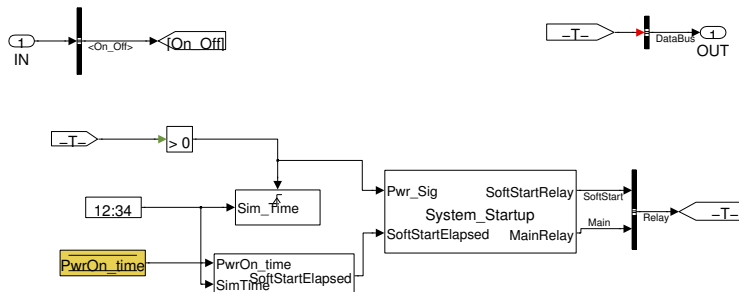 1
IN
<On_Off>
[On_Off]
-T-
DataBus
1
OUT
-T-
> 0
12:34
Sim_Time
PwrOn_time
PwrOn_time
SimTime
SoftStartElapsed
Pwr_Sig
SoftStartElapsed
System_Startup
SoftStartRelay
MainRelay
SoftStart
Main
Relay
-T-